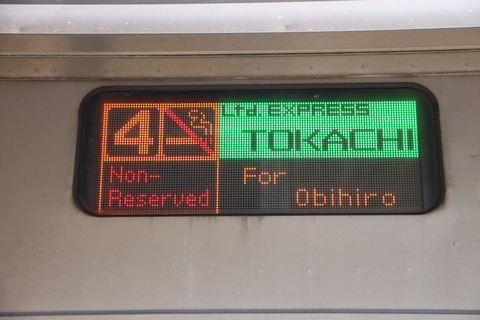 4
Ltd. EXPRESS
TOKACHI
Non-
Reserved
For
Obihiro